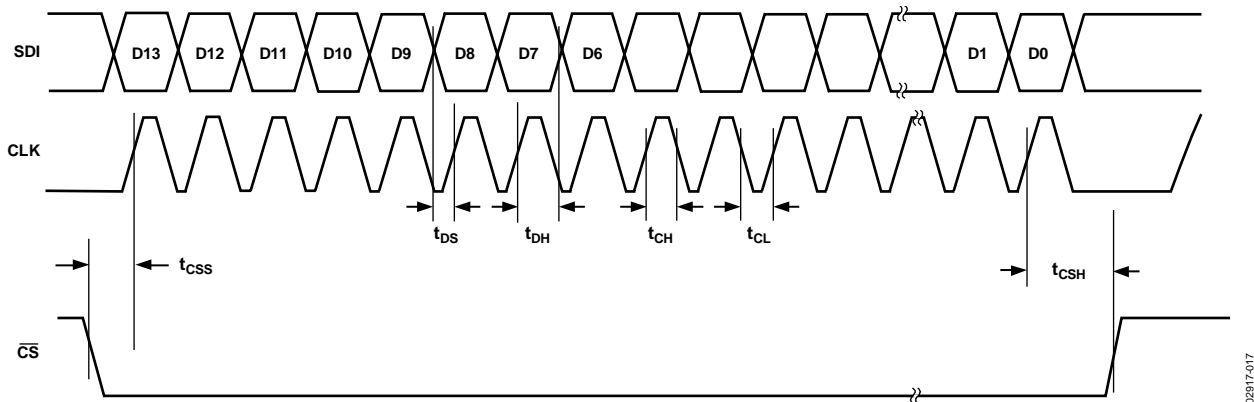 SDI D13 D12 D11 D10 D9 D8 D7 D6 D1 D0
CLK
tDS tDH tCH tCL
tCSS tCSH
CS
02917-017